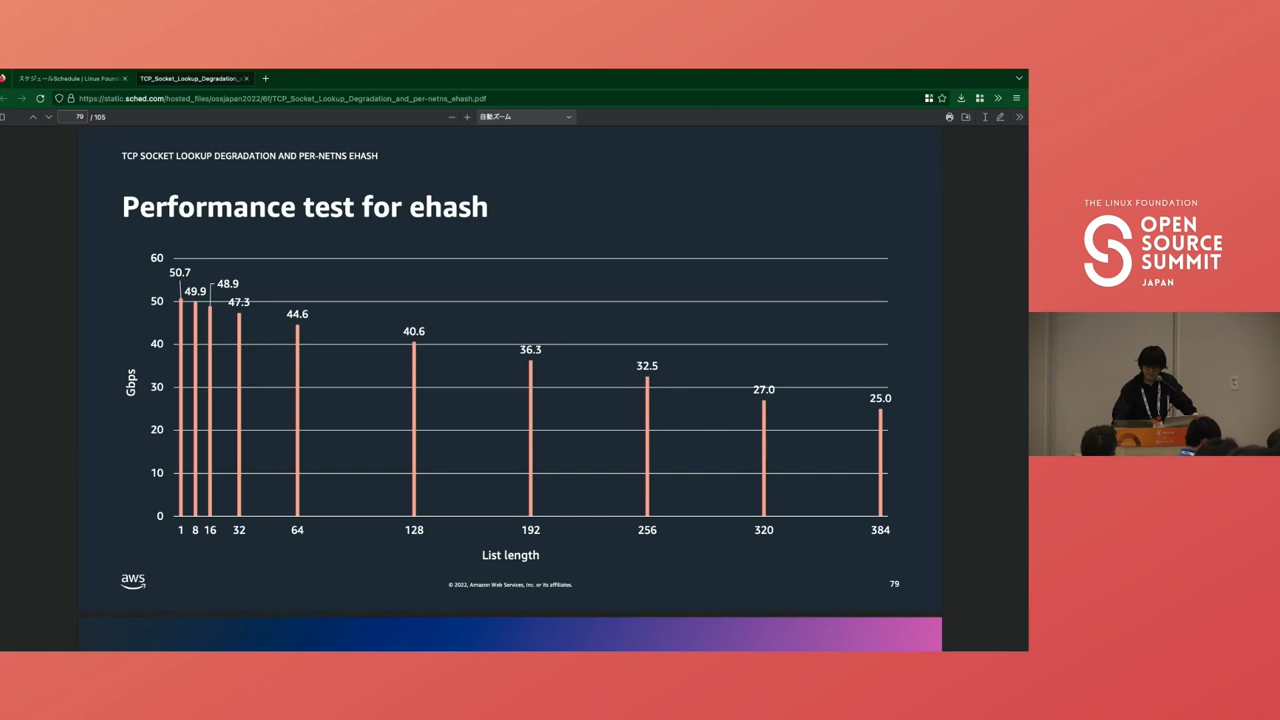 スケジュールSchedule | Linux Found
TCP_Socket_Lookup_Degradation_
https://static.sched.com/hosted_files/ossjapan2022/6f/TCP_Socket_Lookup_Degradation_and_per-netns_ehash.pdf
79 / 105
自動ズーム
TCP SOCKET LOOKUP DEGRADATION AND PER-NETNS EHASH
Performance test for ehash
60
50
40
30
20
10
0
Gbps
50.7
49.9
48.9
47.3
44.6
40.6
36.3
32.5
27.0
25.0
1 8 16 32 64 128 192 256 320 384
List length
aws
© 2022, Amazon Web Services, Inc. or its affiliates.
79
THE LINUX FOUNDATION
OPEN
SOURCE
SUMMIT
JAPAN